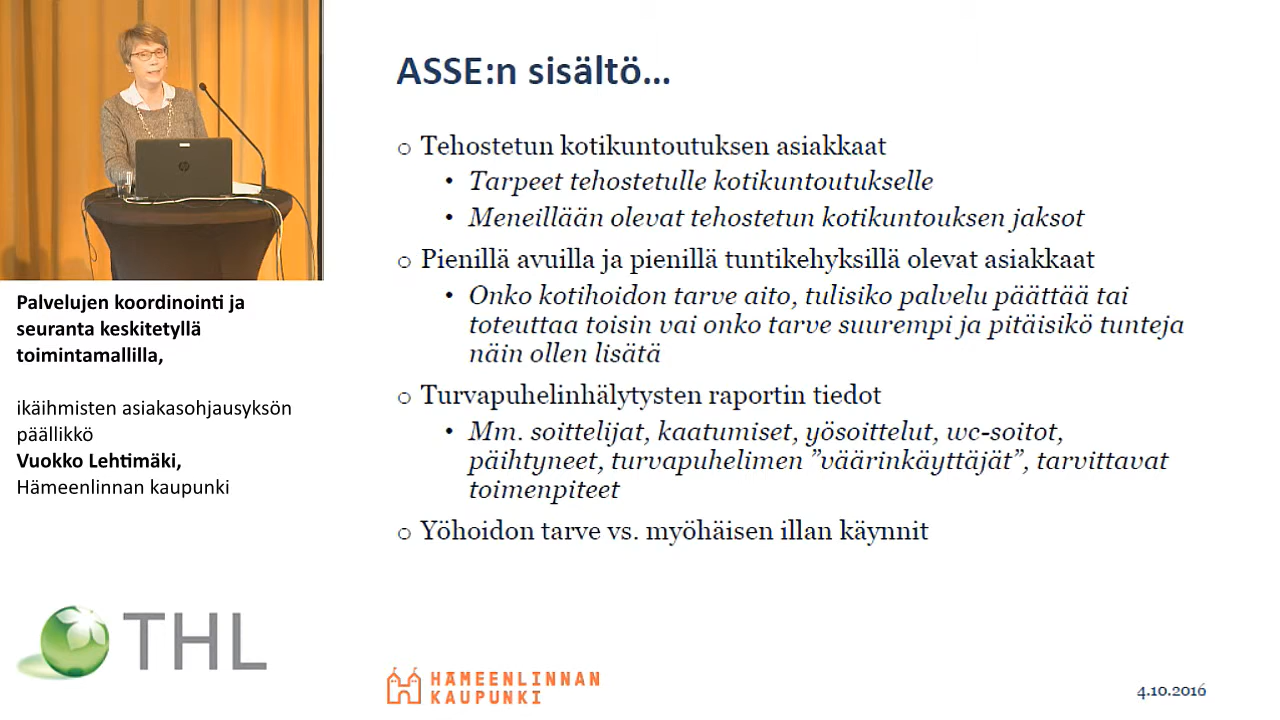 ASSE:n sisältö...
Tehostetun kotikuntoutuksen asiakkaat
Tarpeet tehostetulle kotikuntoutukselle
Meneillään olevat tehostetun kotikuntouksen jaksot
Pienillä avuilla ja pienillä tuntikehyksillä olevat asiakkaat
Onko kotihoidon tarve aito, tulisiko palvelu päättää tai
toteuttaa toisin vai onko tarve suurempi ja pitäisikö tunteja
näin ollen lisätä
Turvapuhelinhälytysten raportin tiedot
Mm. soittelijat, kaatumiset, yösoittelut, wc-soitot,
päihtyneet, turvapuhelimen ”väärinkäyttäjät”, tarvittavat
toimenpiteet
Yöhoidon tarve vs. myöhäisen illan käynnit
Palvelujen koordinointi ja
seuranta keskitetyllä
toimintamallilla,
ikäihmisten asiakasohjausyksön
päällikkö
Vuokko Lehtimäki,
Hämeenlinnan kaupunki
THL
HÄMEENLINNAN
KAUPUNKI
4.10.2016
hp